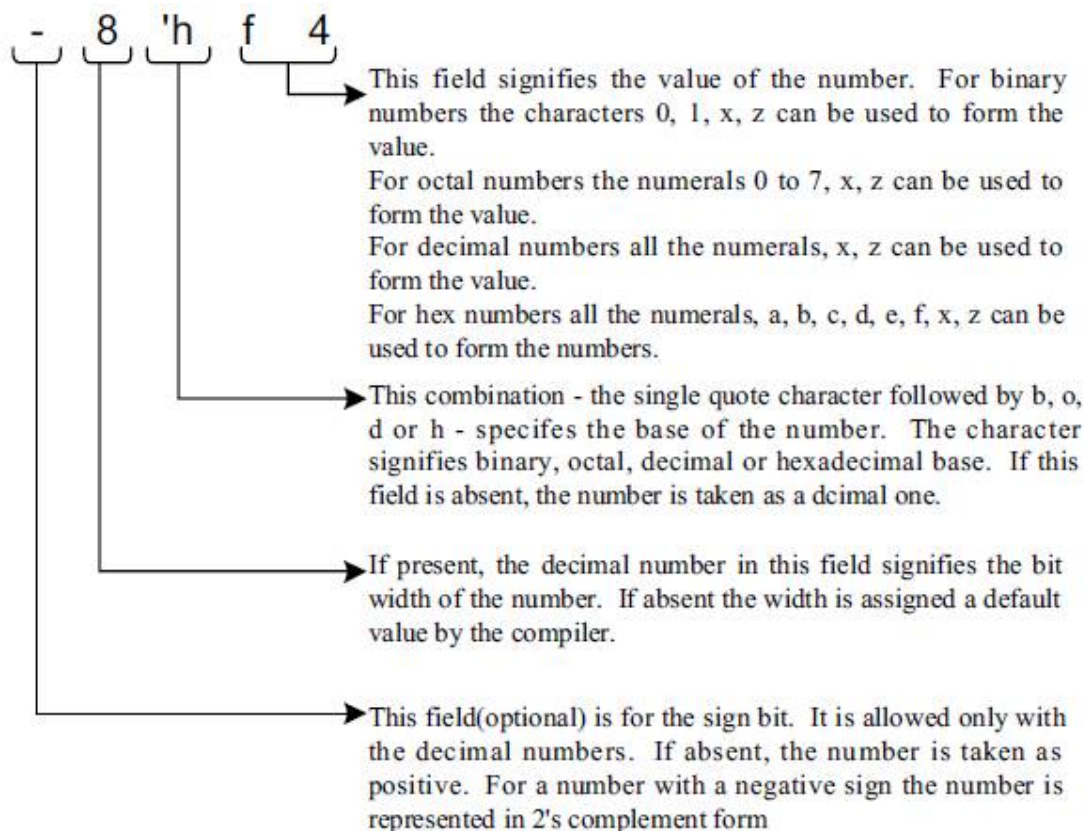 - 8 'h f 4
This field signifies the value of the number. For binary
numbers the characters 0, 1, x, z can be used to form the
value.
For octal numbers the numerals 0 to 7, x, z can be used to
form the value.
For decimal numbers all the numerals, x, z can be used to
form the value.
For hex numbers all the numerals, a, b, c, d, e, f, x, z can be
used to form the numbers.
This combination - the single quote character followed by b, o,
d or h - specifes the base of the number. The character
signifies binary, octal, decimal or hexadecimal base. If this
field is absent, the number is taken as a dcimal one.
If present, the decimal number in this field signifies the bit
width of the number. If absent the width is assigned a default
value by the compiler.
This field(optional) is for the sign bit. It is allowed only with
the decimal numbers. If absent, the number is taken as
positive. For a number with a negative sign the number is
represented in 2's complement form